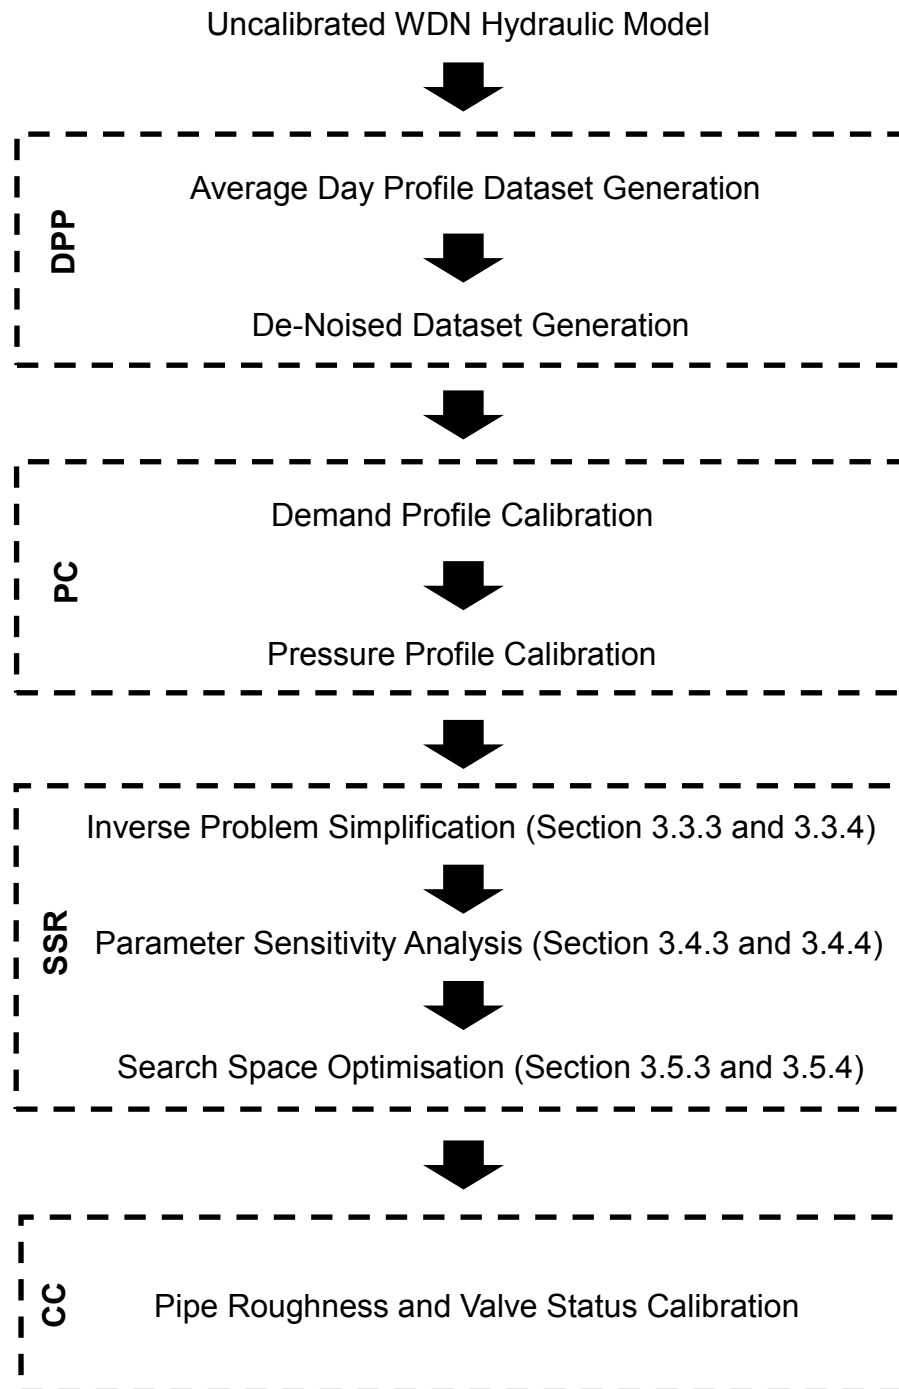 Uncalibrated WDN Hydraulic Model
DPP
Average Day Profile Dataset Generation
De-Noised Dataset Generation
PC
Demand Profile Calibration
Pressure Profile Calibration
SSR
Inverse Problem Simplification (Section 3.3.3 and 3.3.4)
Parameter Sensitivity Analysis (Section 3.4.3 and 3.4.4)
Search Space Optimisation (Section 3.5.3 and 3.5.4)
CC
Pipe Roughness and Valve Status Calibration